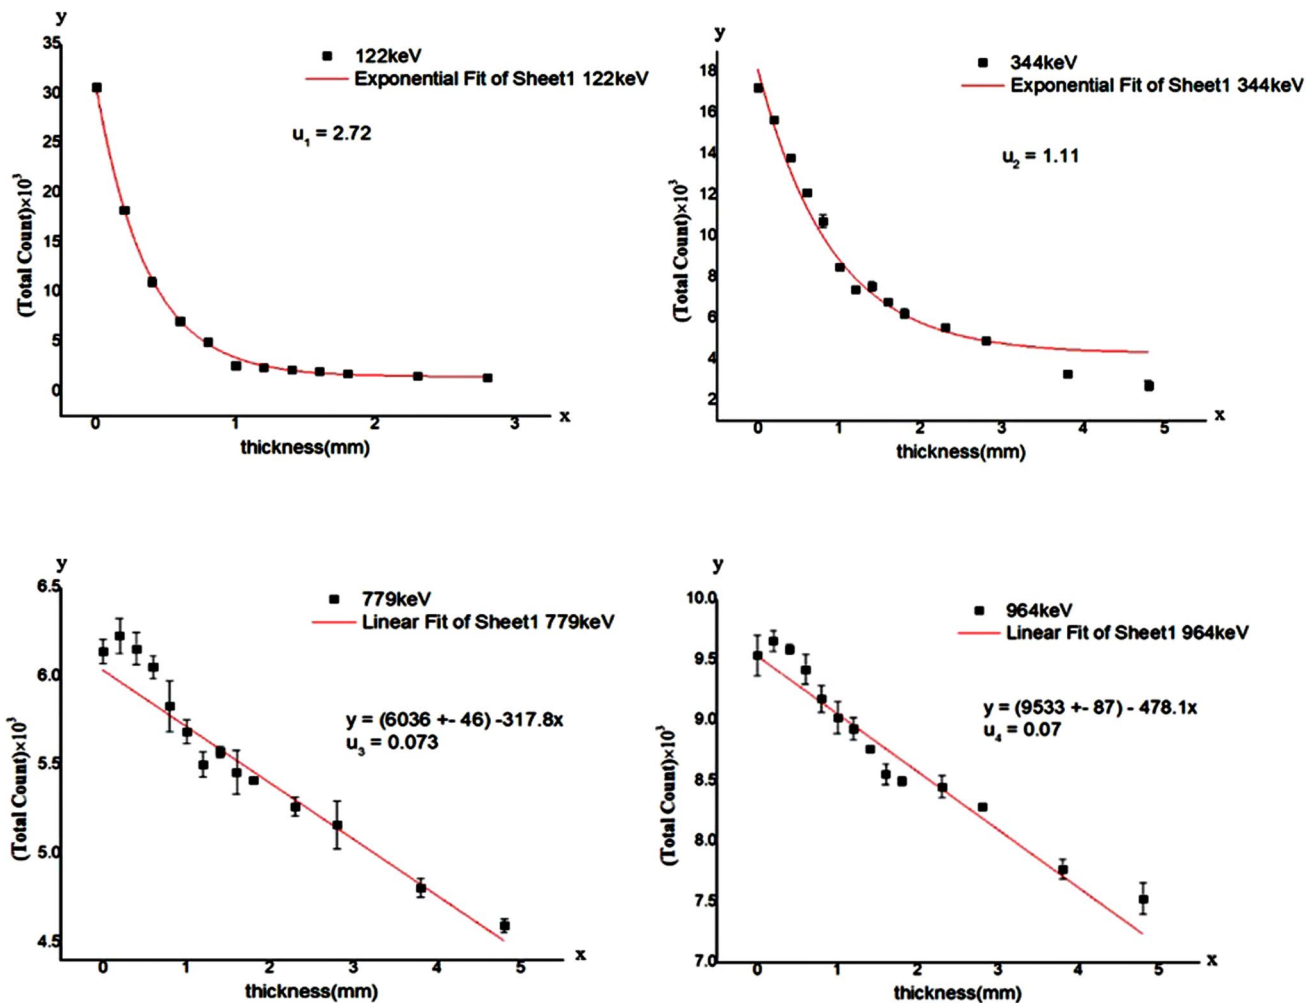 y
35
30
25
20
15
10
5
0
(Total Count)×10³
122keV
Exponential Fit of Sheet1 122keV
u₁ = 2.72
0 1 2 3 x
thickness(mm)
y
18
16
14
12
10
8
6
4
2
(Total Count)×10³
344keV
Exponential Fit of Sheet1 344keV
u₂ = 1.11
0 1 2 3 4 5 x
thickness(mm)
y
6.5
6.0
5.5
5.0
4.5
(Total Count)×10³
779keV
Linear Fit of Sheet1 779keV
y = (6036 +- 46) -317.8x
u₃ = 0.073
0 1 2 3 4 5 x
thickness(mm)
y
10.0
9.5
9.0
8.5
8.0
7.5
7.0
(Total Count)×10³
964keV
Linear Fit of Sheet1 964keV
y = (9533 +- 87) - 478.1x
u₄ = 0.07
0 1 2 3 4 5 x
thickness(mm)